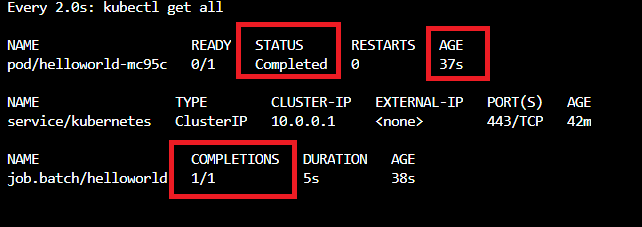 Every 2.0s: kubectl get all
NAME READY STATUS RESTARTS AGE
pod/helloworld-mc95c 0/1 Completed 0 37s
NAME TYPE CLUSTER-IP EXTERNAL-IP PORT(S) AGE
service/kubernetes ClusterIP 10.0.0.1 <none> 443/TCP 42m
NAME COMPLETIONS DURATION AGE
job.batch/helloworld 1/1 5s 38s